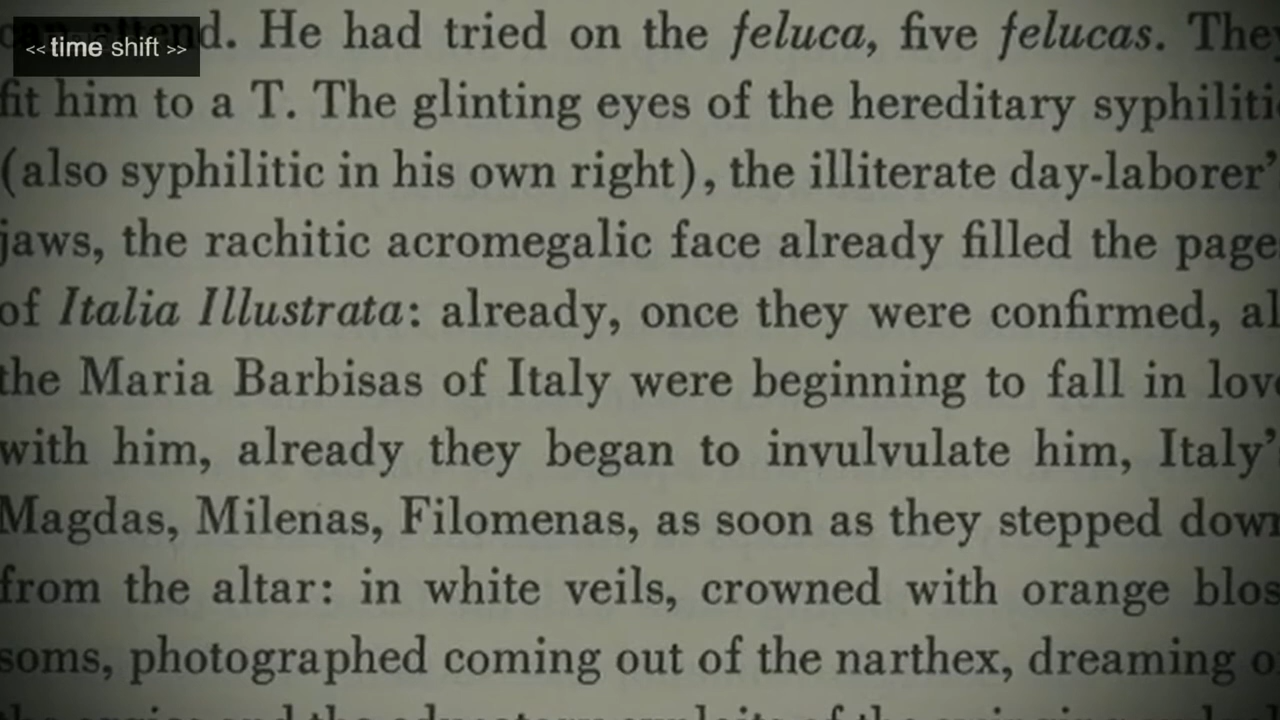 << time shift >>
d. He had tried on the feluca, five felucas. They
fit him to a T. The glinting eyes of the hereditary syphiliti
(also syphilitic in his own right), the illiterate day-laborer'
jaws, the rachitic acromegalic face already filled the page
of Italia Illustrata: already, once they were confirmed, al
the Maria Barbisas of Italy were beginning to fall in love
with him, already they began to invulvulate him, Italy'
Magdas, Milenas, Filomenas, as soon as they stepped down
from the altar: in white veils, crowned with orange blos
soms, photographed coming out of the narthex, dreaming o